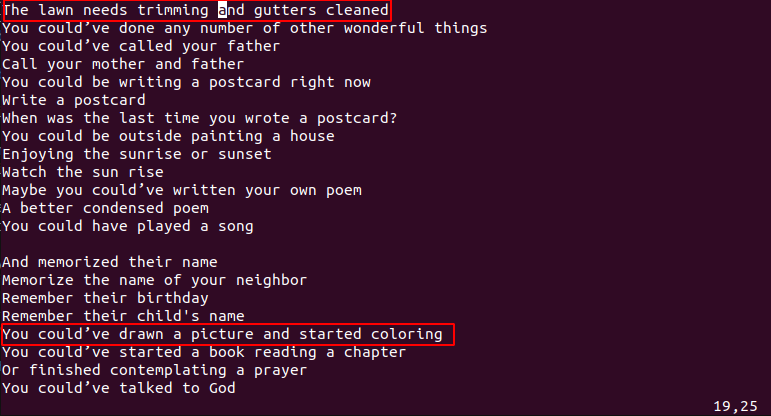 The lawn needs trimming and gutters cleaned
You could’ve done any number of other wonderful things
You could’ve called your father
Call your mother and father
You could be writing a postcard right now
Write a postcard
When was the last time you wrote a postcard?
You could be outside painting a house
Enjoying the sunrise or sunset
Watch the sun rise
Maybe you could’ve written your own poem
A better condensed poem
You could have played a song

And memorized their name
Memorize the name of your neighbor
Remember their birthday
Remember their child's name
You could’ve drawn a picture and started coloring
You could’ve started a book reading a chapter
Or finished contemplating a prayer
You could’ve talked to God
19,25